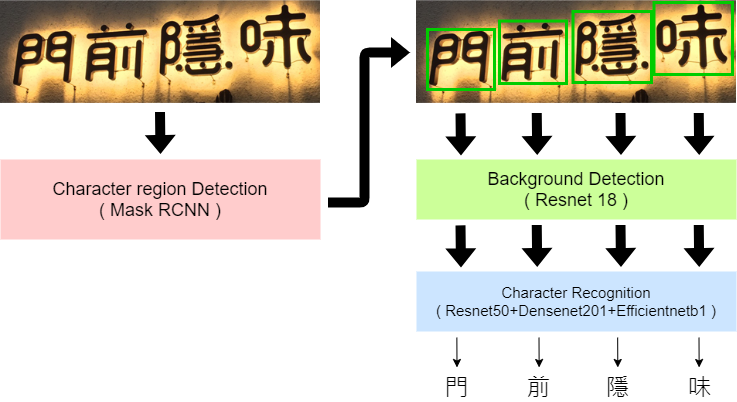 門前隱味
Character region Detection
( Mask RCNN )
門前隱味
Background Detection
( Resnet 18 )
Character Recognition
( Resnet50+Densenet201+Efficientnetb1 )
門 前 隱 味